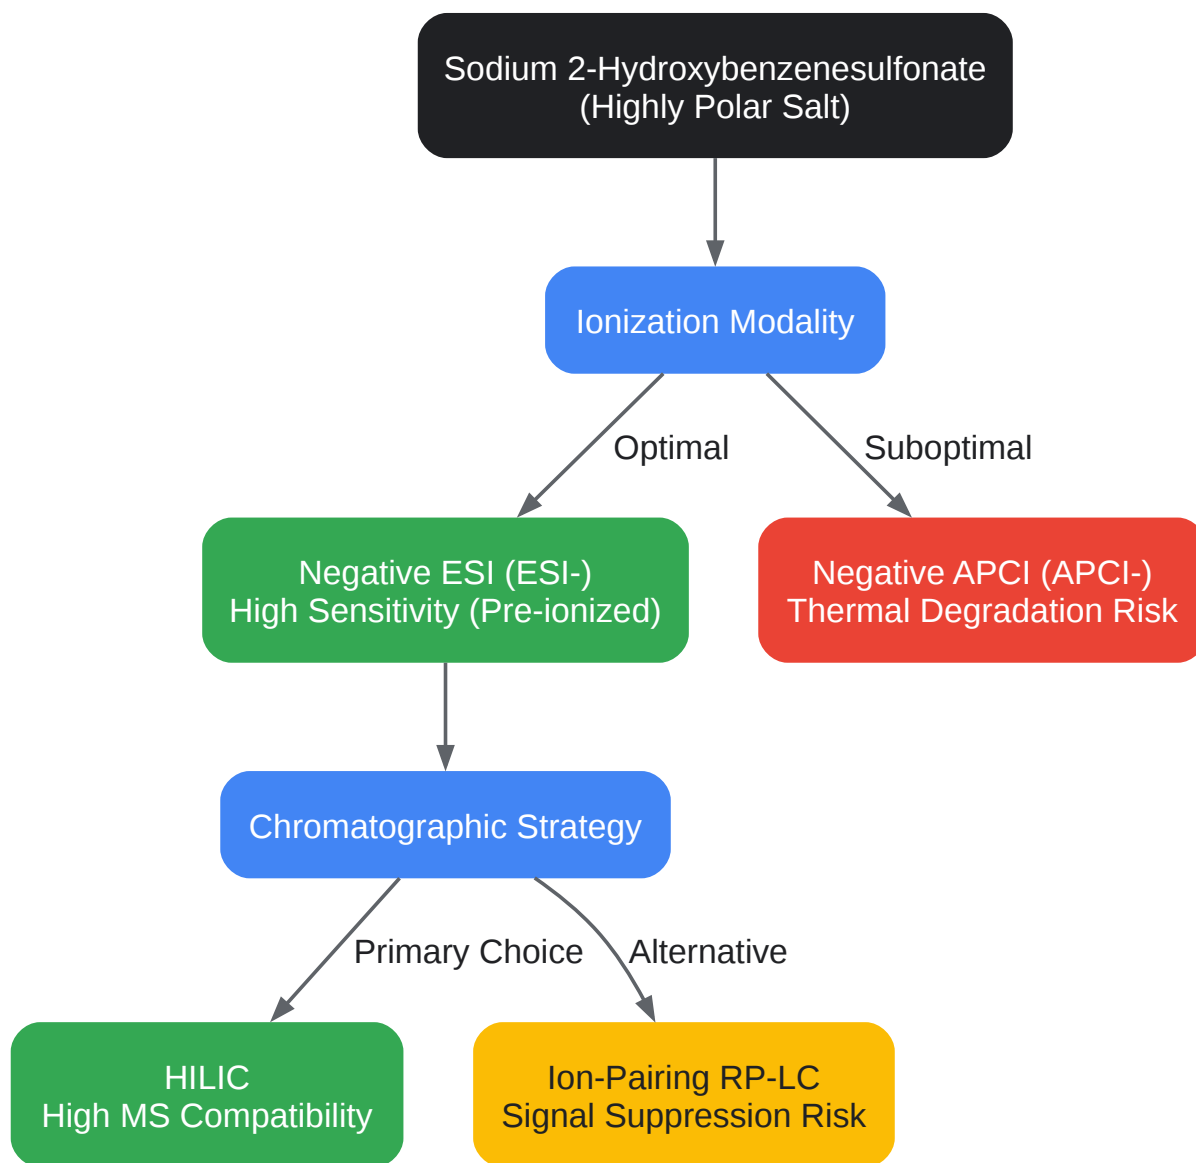 Sodium 2-Hydroxybenzenesulfonate
(Highly Polar Salt)
Ionization Modality
Optimal
Suboptimal
Negative ESI (ESI-)
High Sensitivity (Pre-ionized)
Negative APCI (APCI-)
Thermal Degradation Risk
Chromatographic Strategy
Primary Choice
Alternative
HILIC
High MS Compatibility
Ion-Pairing RP-LC
Signal Suppression Risk